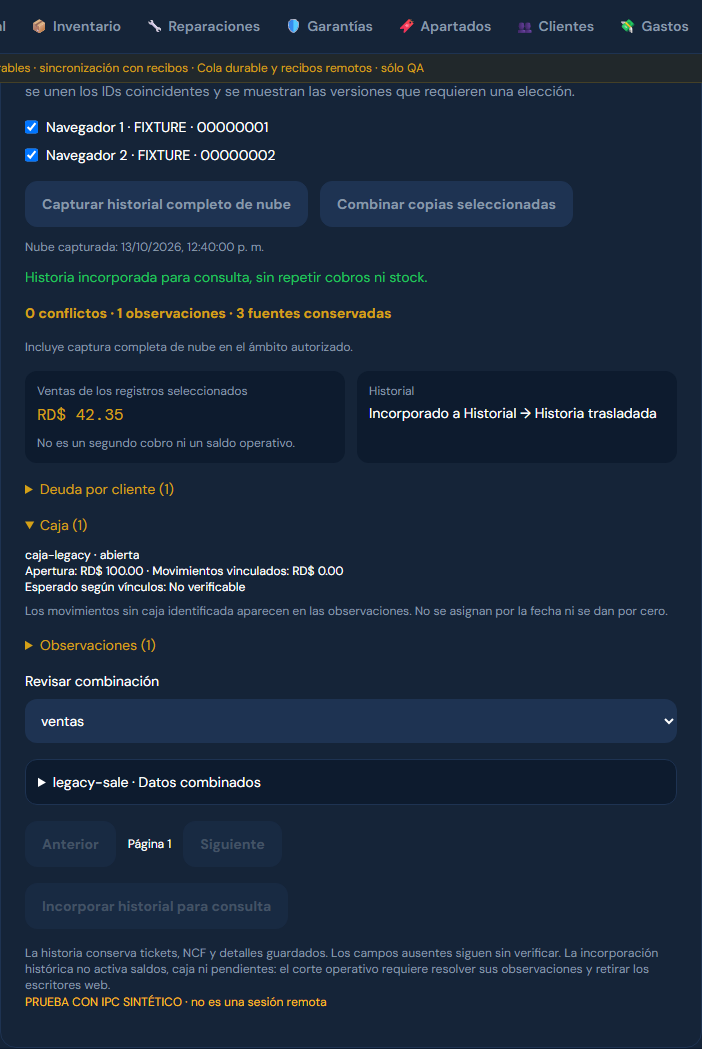 Inventario Reparaciones Garantías Apartados Clientes Gastos
· sincronización con recibos · Cola durable y recibos remotos · sólo QA
se unen los IDs coincidentes y se muestran las versiones que requieren una elección.
Navegador 1 · FIXTURE · 00000001
Navegador 2 · FIXTURE · 00000002
Capturar historial completo de nube Combinar copias seleccionadas
Nube capturada: 13/10/2026, 12:40:00 p. m.
Historia incorporada para consulta, sin repetir cobros ni stock.
0 conflictos · 1 observaciones · 3 fuentes conservadas
Incluye captura completa de nube en el ámbito autorizado.
Ventas de los registros seleccionados
RD$ 42.35
No es un segundo cobro ni un saldo operativo.
Historial
Incorporado a Historial → Historia trasladada
▶ Deuda por cliente (1)
▼ Caja (1)
caja-legacy · abierta
Apertura: RD$ 100.00 · Movimientos vinculados: RD$ 0.00
Esperado según vínculos: No verificable
Los movimientos sin caja identificada aparecen en las observaciones. No se asignan por la fecha ni se dan por cero.
▶ Observaciones (1)
Revisar combinación
ventas
▶ legacy-sale · Datos combinados
Anterior Página 1 Siguiente
Incorporar historial para consulta
La historia conserva tickets, NCF y detalles guardados. Los campos ausentes siguen sin verificar. La incorporación
histórica no activa saldos, caja ni pendientes: el corte operativo requiere resolver sus observaciones y retirar los
escritores web.
PRUEBA CON IPC SINTÉTICO · no es una sesión remota